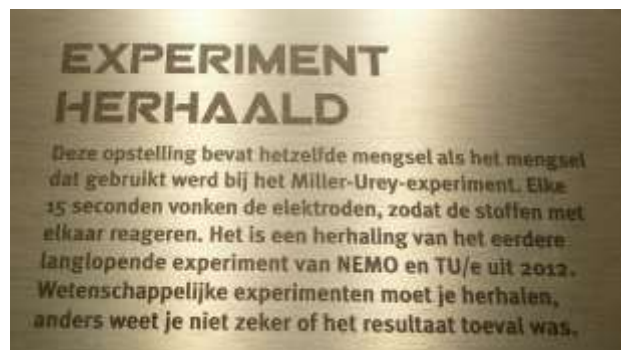 EXPERIMENT
HERHAALD
Deze opstelling bevat hetzelfde mengsel als het mengsel
dat gebruikt werd bij het Miller-Urey-experiment. Elke
15 seconden vonken de elektroden, zodat de stoffen met
elkaar reageren. Het is een herhaling van het eerdere
langlopende experiment van NEMO en TU/e uit 2012.
Wetenschappelijke experimenten moet je herhalen,
anders weet je niet zeker of het resultaat toeval was.